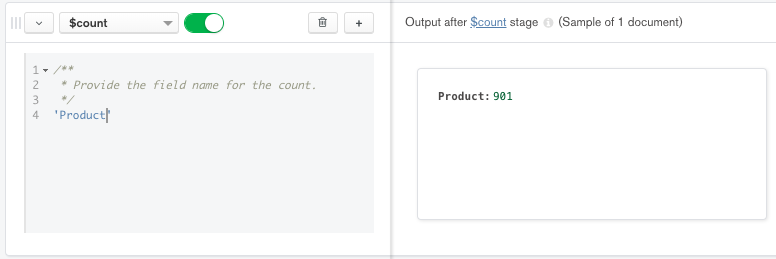 $count
+
Output after $count stage (Sample of 1 document)
1 /**
2 * Provide the field name for the count.
3 */
4 'Product'
Product: 901